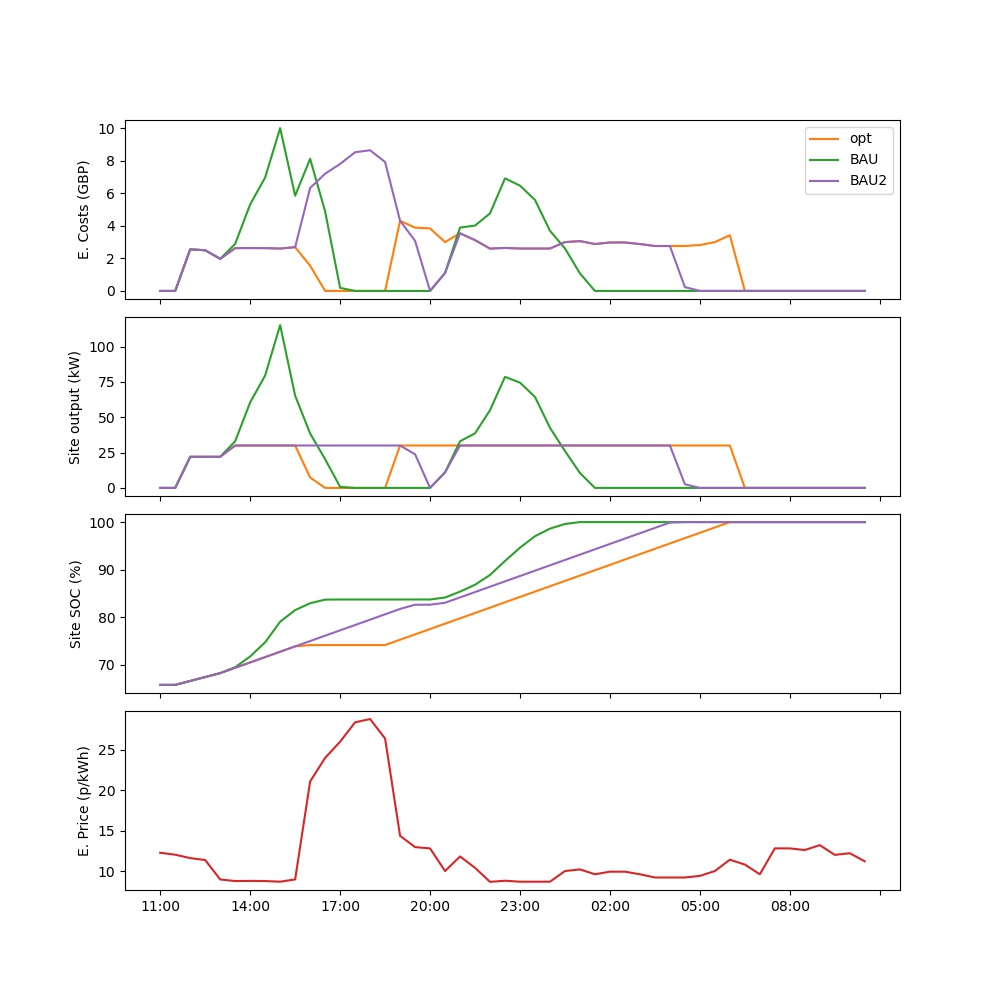 E. Costs (GBP)
10
8
6
4
2
0
opt
BAU
BAU2
Site output (kW)
100
75
50
25
0
Site SOC (%)
100
90
80
70
E. Price (p/kWh)
25
20
15
10
11:00 14:00 17:00 20:00 23:00 02:00 05:00 08:00